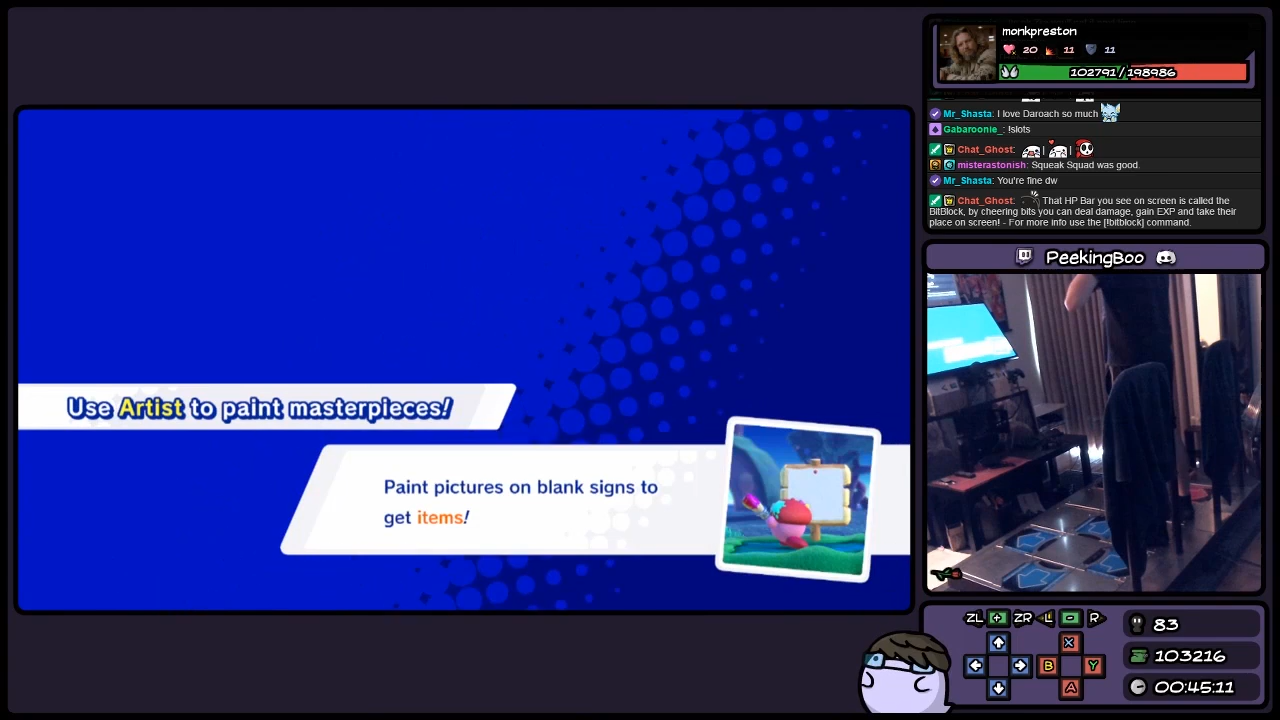 monkpreston
20 11 11
102791 / 198986
Mr_Shasta: I love Daroach so much
Gabaroonie_: !slots
Chat_Ghost: | |
misterastonish: Squeak Squad was good.
Mr_Shasta: You're fine dw
Chat_Ghost: That HP Bar you see on screen is called the
BitBlock, by cheering bits you can deal damage, gain EXP and take their
place on screen! - For more info use the [!bitblock] command.
PeekingBoo
Use Artist to paint masterpieces!
Paint pictures on blank signs to
get items!
ZL + ZR L - R
X
B Y
A
83
103216
00:45:11